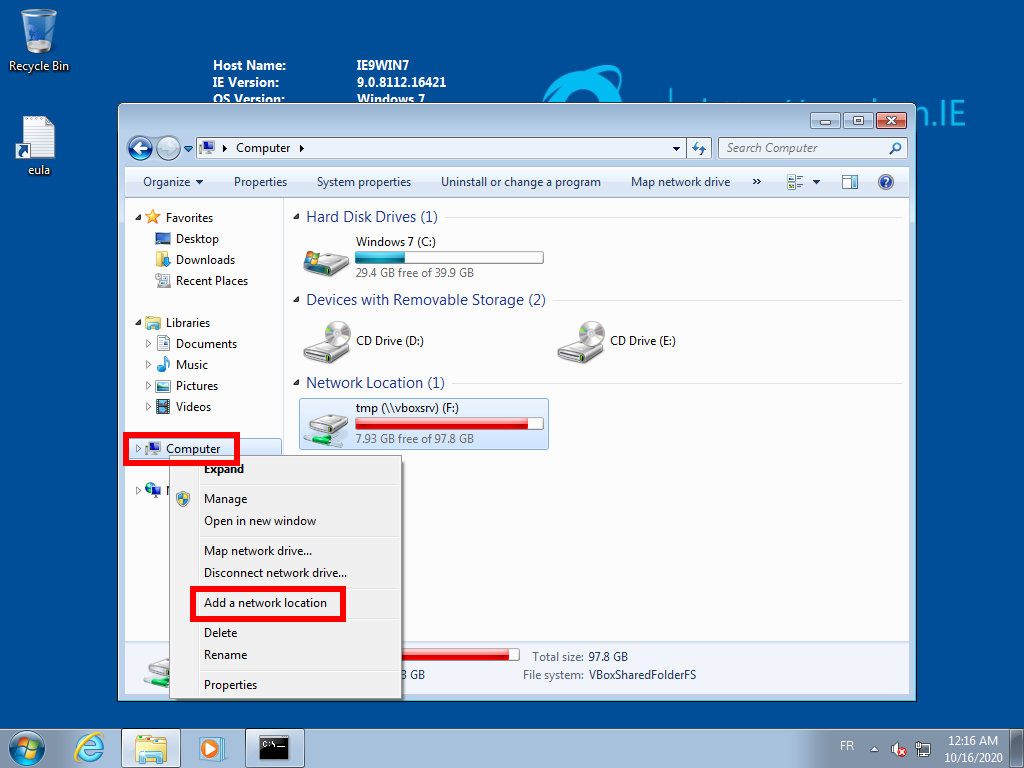 Recycle Bin
eula
Host Name: IE9WIN7
IE Version: 9.0.8112.16421
OS Version: Windows 7
.IE
Computer
Search Computer
Organize Properties System properties Uninstall or change a program Map network drive »
Favorites
Desktop
Downloads
Recent Places
Libraries
Documents
Music
Pictures
Videos
Computer
Hard Disk Drives (1)
Windows 7 (C:)
29.4 GB free of 39.9 GB
Devices with Removable Storage (2)
CD Drive (D:) CD Drive (E:)
Network Location (1)
tmp (\\vboxsrv) (F:)
7.93 GB free of 97.8 GB
Expand
Manage
Open in new window
Map network drive...
Disconnect network drive...
Add a network location
Delete
Rename
Properties
Total size: 97.8 GB
GB File system: VBoxSharedFolderFS
C:\_
FR
12:16 AM
10/16/2020